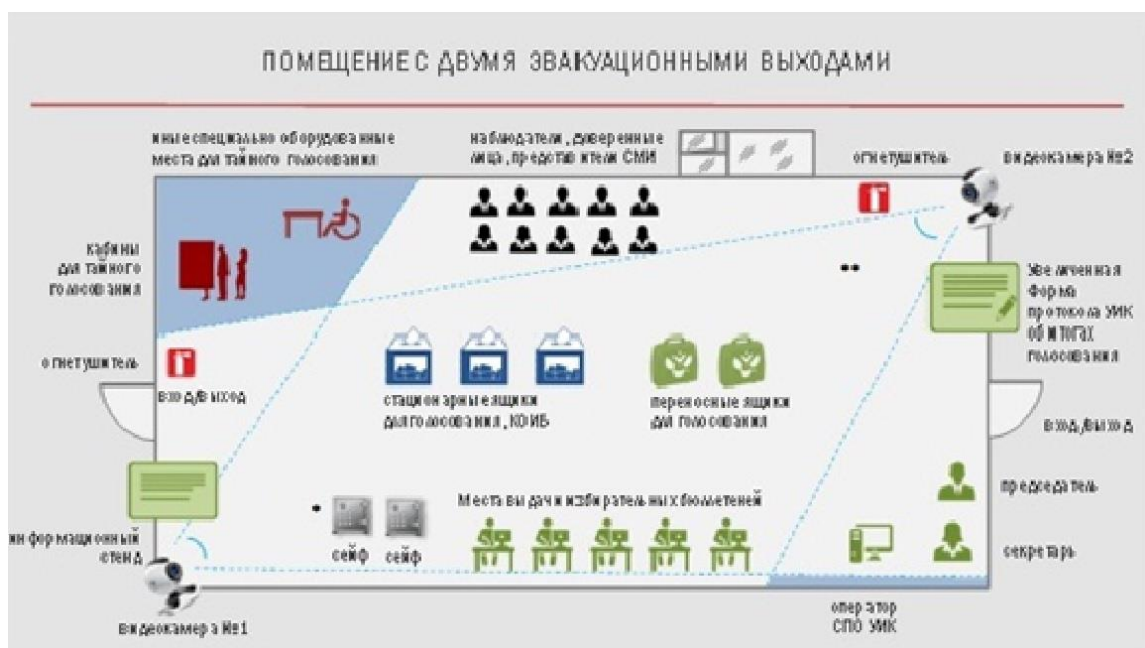 ПОМЕЩЕНИЕ С ДВУМЯ ЭВАКУАЦИОННЫМИ ВЫХОДАМИ
иные специально оборудованные
места для тайного голосования
наблюдатели, доверенные
лица, представители СМИ
огнетушитель
видеокамера №2
кабины
для тайного
голосования
Увеличенная
Форма
протокола УИК
об итогах
голосования
огнетушитель
вход/выход
стационарные ящики
для голосования, КОИБ
переносные ящики
для голосования
вход/выход
председатель
Места выдачи избирательных бюллетеней
информационный
стенд
сейф
сейф
секретарь
оператор
СПО УИК
видеокамера №1